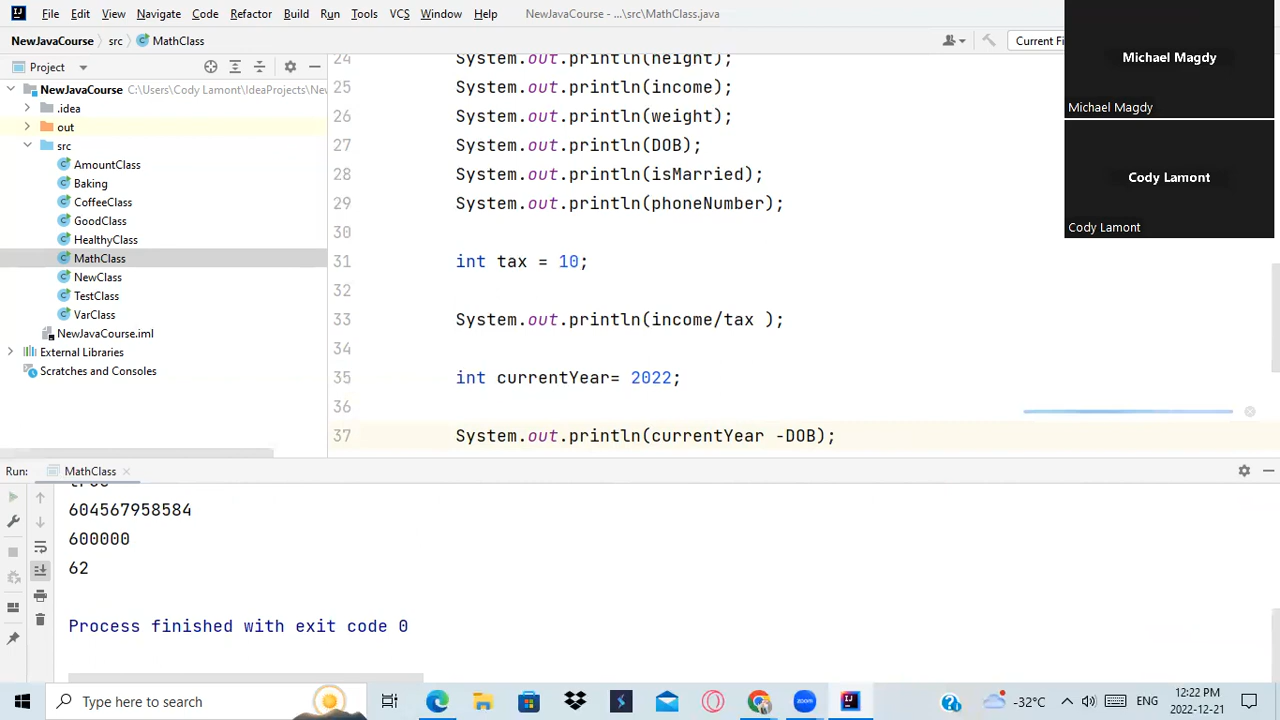 File Edit View Navigate Code Refactor Build Run Tools VCS Window Help NewJavaCourse - ...\src\MathClass.java
NewJavaCourse src MathClass Current Fi
Project
NewJavaCourse C:\Users\Cody Lamont\IdeaProjects\Nev
.idea
out
src
AmountClass
Baking
CoffeeClass
GoodClass
HealthyClass
MathClass
NewClass
TestClass
VarClass
NewJavaCourse.iml
External Libraries
Scratches and Consoles
24 System.out.println(height);
25 System.out.println(income);
26 System.out.println(weight);
27 System.out.println(DOB);
28 System.out.println(isMarried);
29 System.out.println(phoneNumber);
30
31 int tax = 10;
32
33 System.out.println(income/tax );
34
35 int currentYear= 2022;
36
37 System.out.println(currentYear -DOB);
Michael Magdy
Michael Magdy
Cody Lamont
Cody Lamont
Run: MathClass
true
604567958584
600000
62
Process finished with exit code 0
Type here to search
zoom
-32°C ENG 12:22 PM
2022-12-21